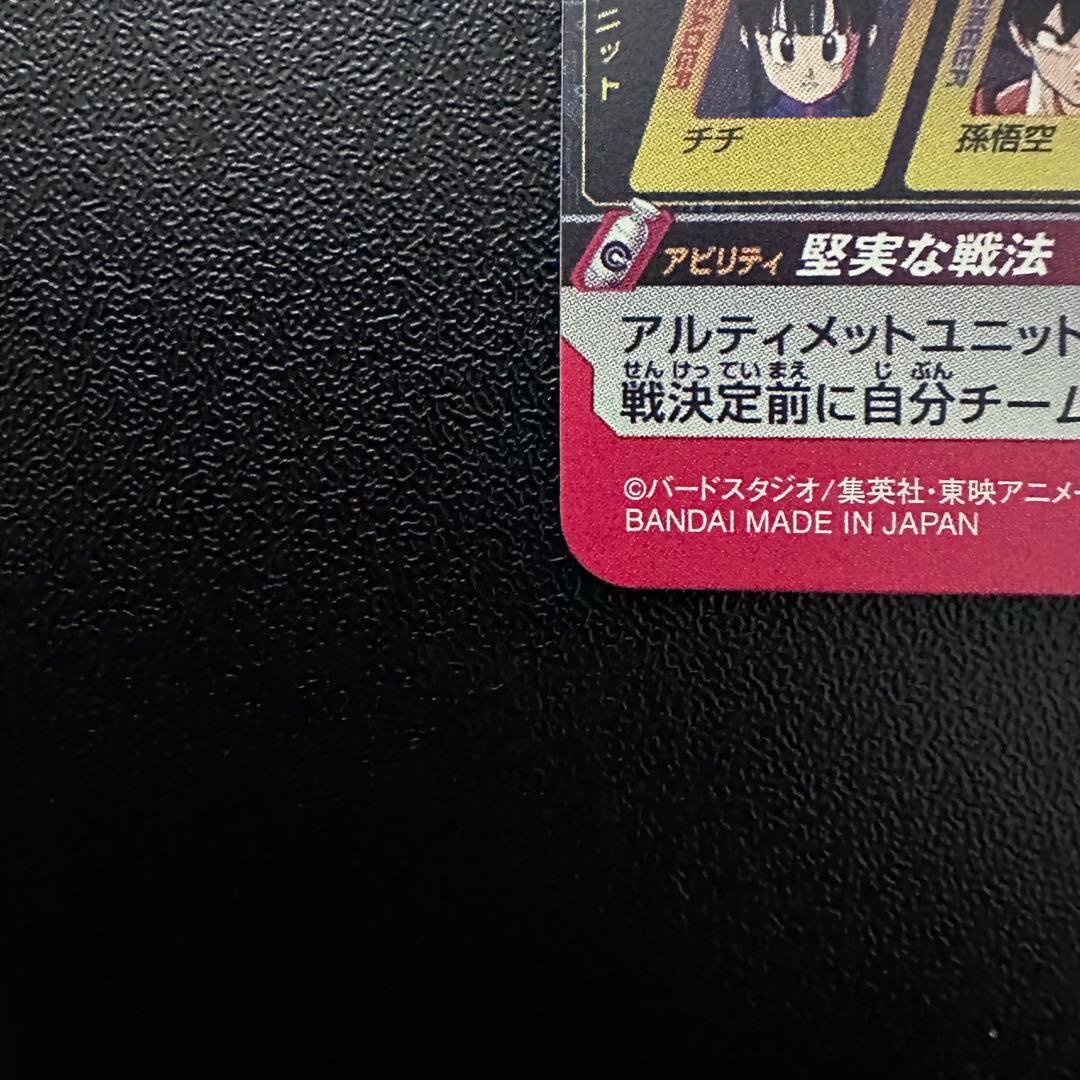 ニット
チチ
孫悟空
アビリティ 堅実な戦法
アルティメットユニット
せんけっていまえ じぶん
戦決定前に自分チーム
©バードスタジオ/集英社・東映アニメー
BANDAI MADE IN JAPAN